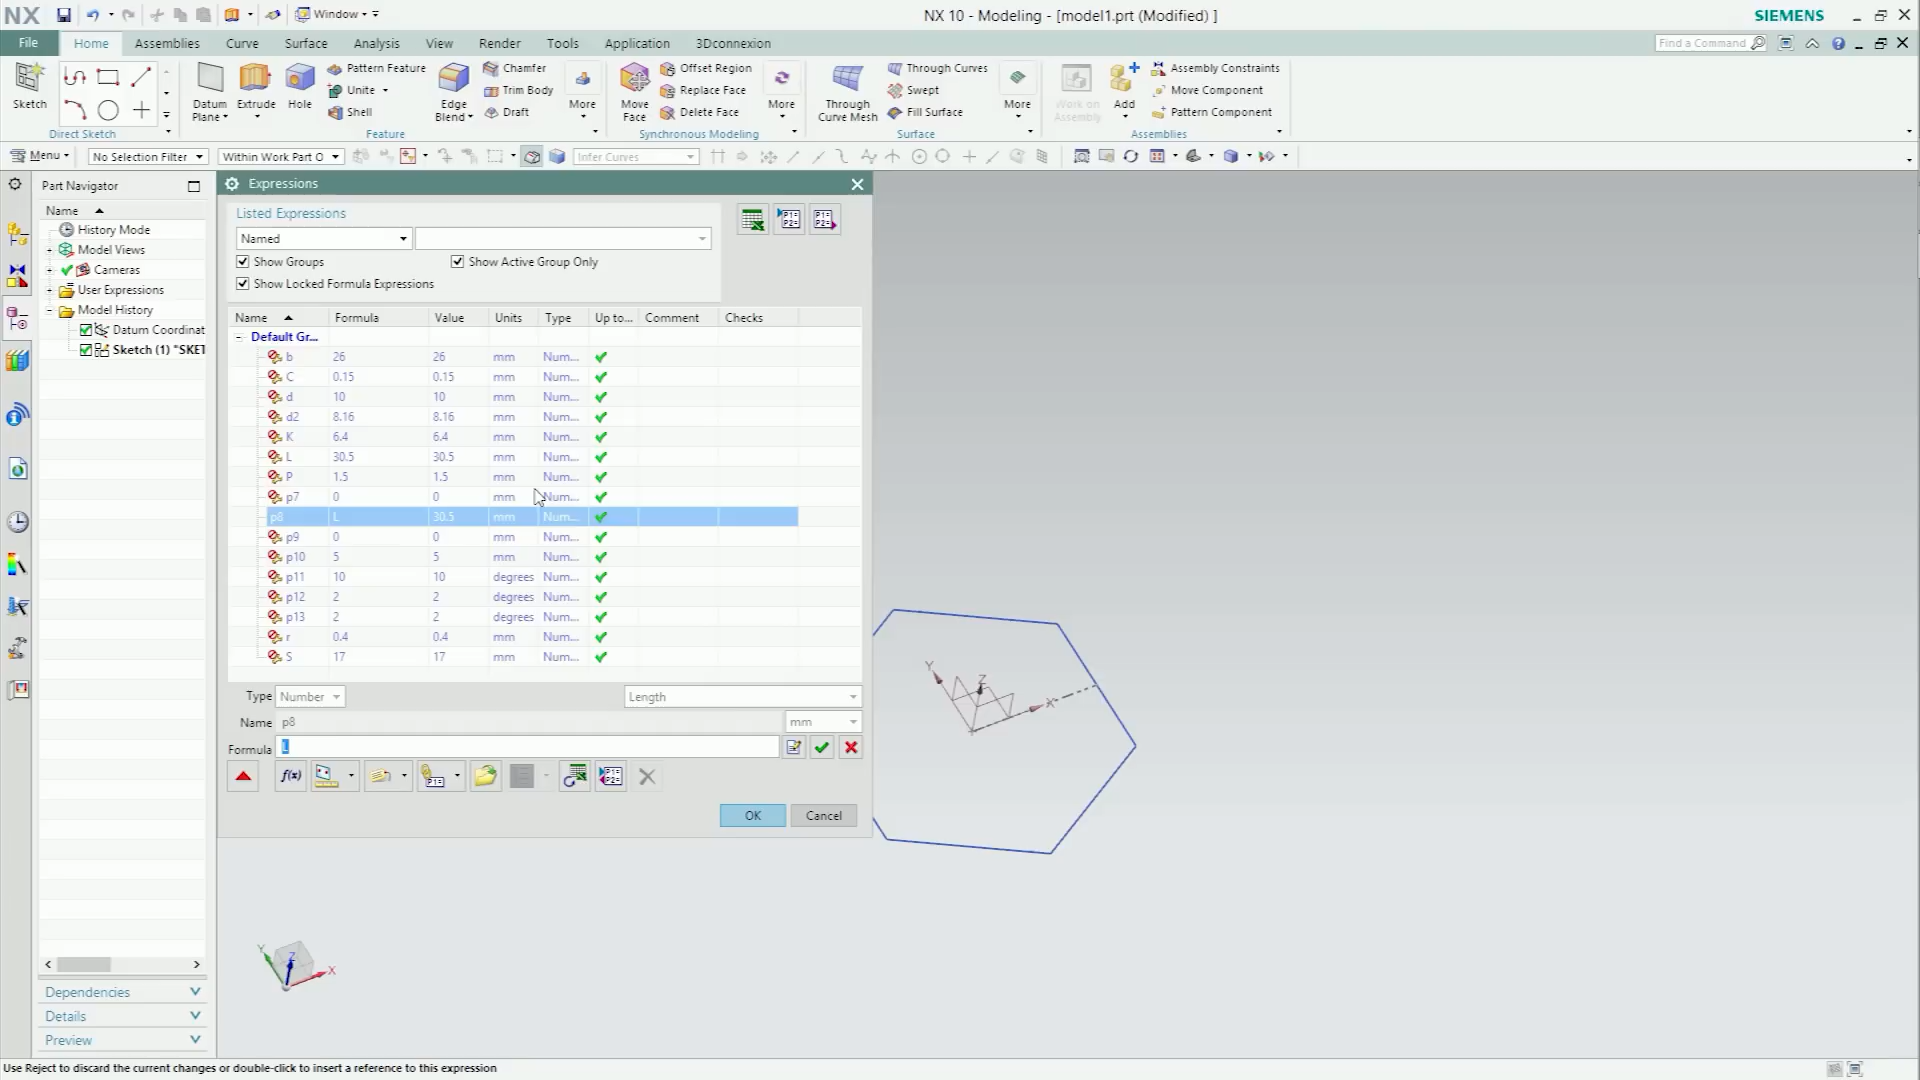 NX
Window
NX 10 - Modeling - [model1.prt (Modified) ]
SIEMENS
File
Home
Assemblies
Curve
Surface
Analysis
View
Render
Tools
Application
3Dconnexion
Find a Command
Sketch
Direct Sketch
Datum
Plane
Extrude
Hole
Pattern Feature
Unite
Shell
Edge
Blend
Chamfer
Trim Body
Draft
More
Feature
Move
Face
Offset Region
Replace Face
Delete Face
More
Synchronous Modeling
Through
Curve Mesh
Through Curves
Swept
Fill Surface
More
Surface
Work on
Assembly
Add
Assembly Constraints
Move Component
Pattern Component
Assemblies
Menu
No Selection Filter
Within Work Part O
Infer Curves
Part Navigator
Name
History Mode
Model Views
Cameras
User Expressions
Model History
Datum Coordinat
Sketch (1) "SKET
Dependencies
Details
Preview
Expressions
Listed Expressions
Named
Show Groups
Show Active Group Only
Show Locked Formula Expressions
Name Formula Value Units Type Up to... Comment Checks
Default Gr...
b 26 26 mm Num...
C 0.15 0.15 mm Num...
d 10 10 mm Num...
d2 8.16 8.16 mm Num...
K 6.4 6.4 mm Num...
L 30.5 30.5 mm Num...
P 1.5 1.5 mm Num...
p7 0 0 mm Num...
p8 L 30.5 mm Num...
p9 0 0 mm Num...
p10 5 5 mm Num...
p11 10 10 degrees Num...
p12 2 2 degrees Num...
p13 2 2 degrees Num...
r 0.4 0.4 mm Num...
S 17 17 mm Num...
Type Number Length
Name p8 mm
Formula L
f(x)
P1=
P1=
P2=
OK
Cancel
P1=
P2=
P1=
P2=
Y
Z
X
Y
Z
X
Use Reject to discard the current changes or double-click to insert a reference to this expression